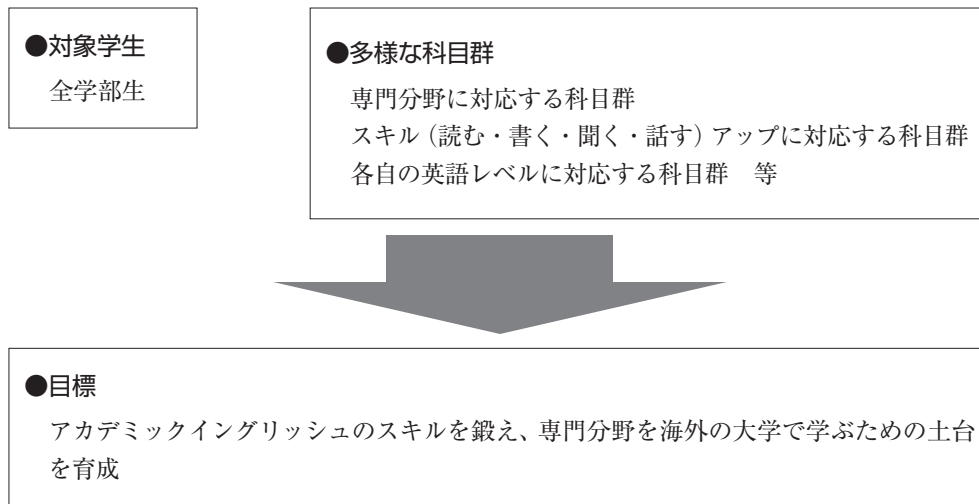 ●対象学生
全学部生
●多様な科目群
専門分野に対応する科目群
スキル(読む・書く・聞く・話す)アップに対応する科目群
各自の英語レベルに対応する科目群　等
●目標
アカデミックイングリッシュのスキルを鍛え、専門分野を海外の大学で学ぶための土台
を育成